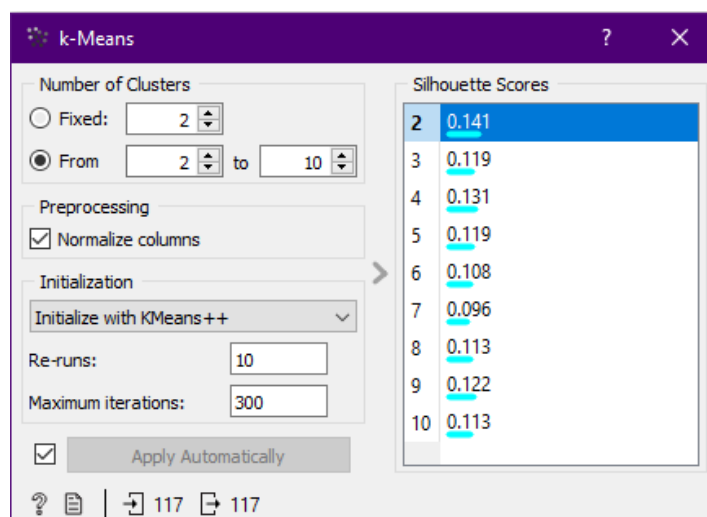 k-Means ? ×
Number of Clusters
Fixed: 2
From 2 to 10
Preprocessing
Normalize columns
Initialization
Initialize with KMeans++
Re-runs: 10
Maximum iterations: 300
Apply Automatically
? 117 117
Silhouette Scores
2 0.141
3 0.119
4 0.131
5 0.119
6 0.108
7 0.096
8 0.113
9 0.122
10 0.113